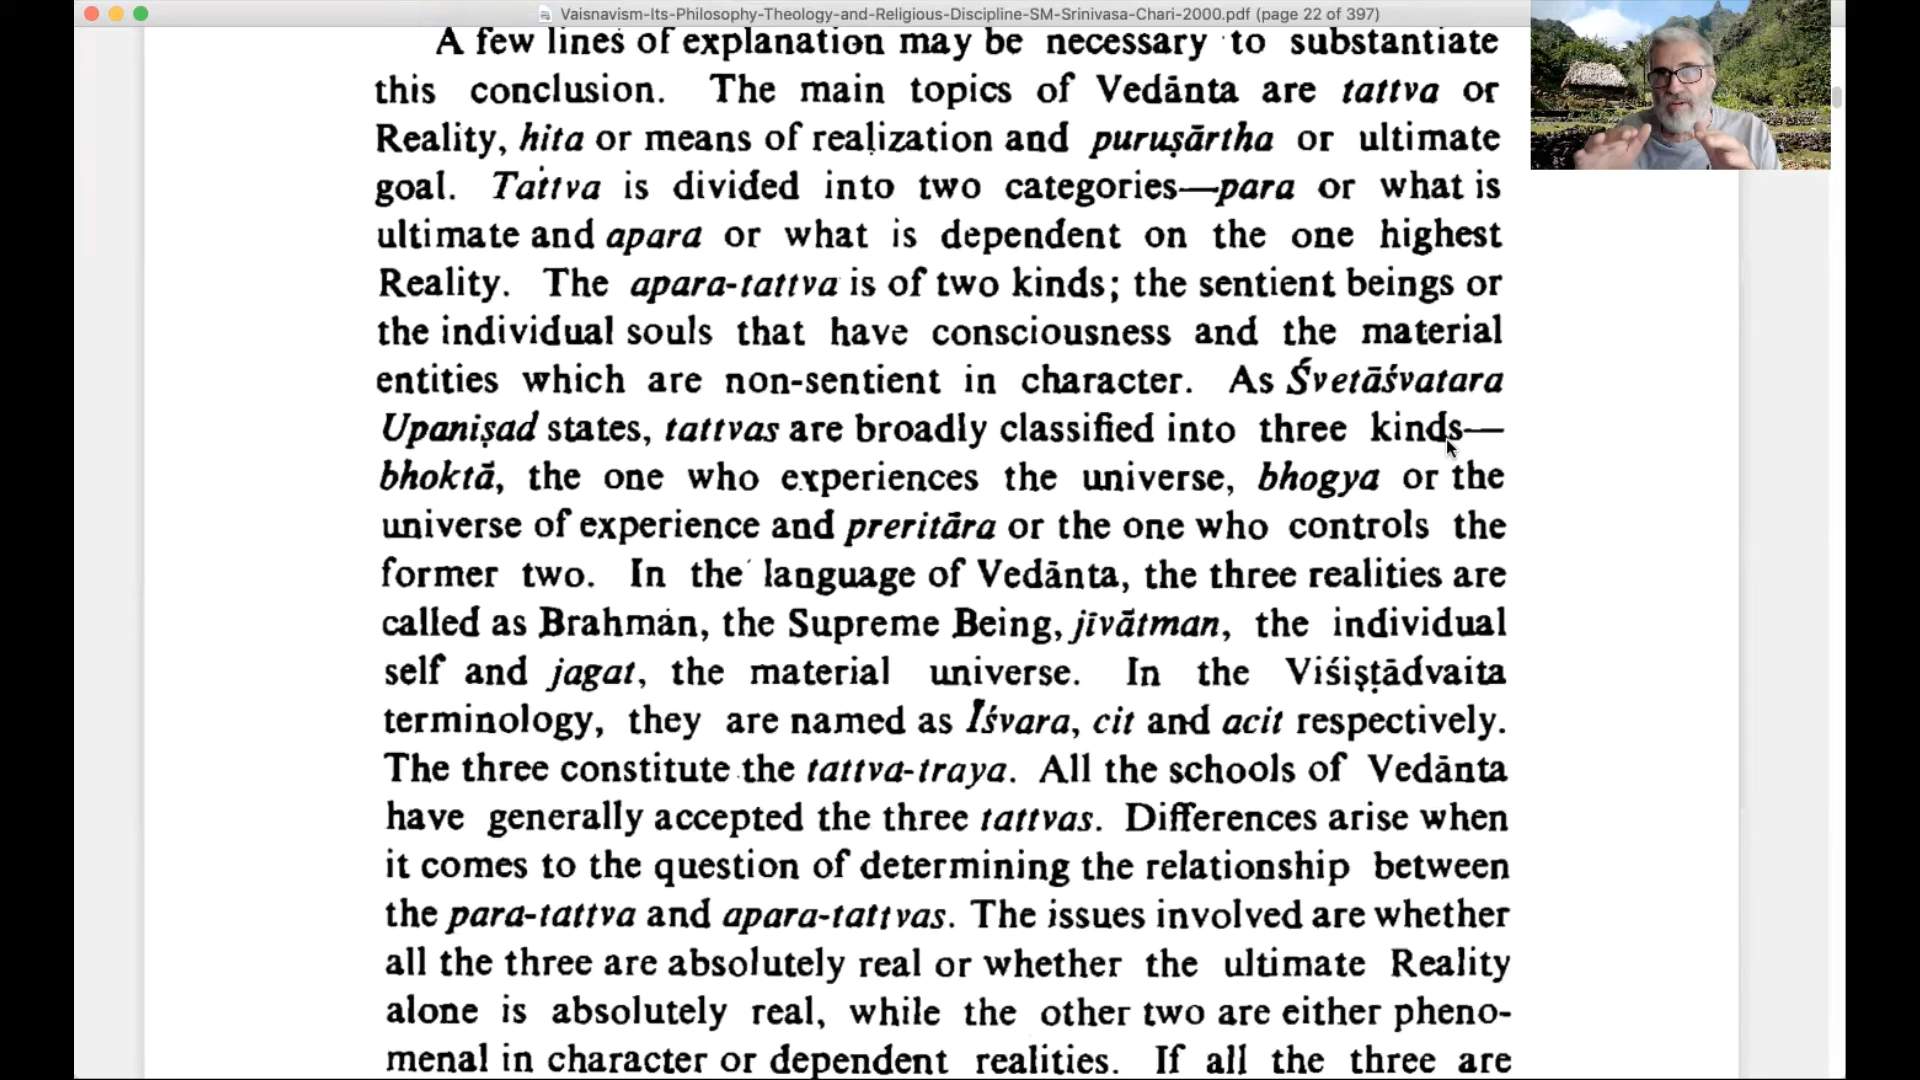 Vaisnavism-Its-Philosophy-Theology-and-Religious-Discipline-SM-Srinivasa-Chari-2000.pdf (page 22 of 397)
A few lines of explanation may be necessary to substantiate
this conclusion. The main topics of Vedānta are tattva or
Reality, hita or means of realization and puruṣārtha or ultimate
goal. Tattva is divided into two categories—para or what is
ultimate and apara or what is dependent on the one highest
Reality. The apara-tattva is of two kinds; the sentient beings or
the individual souls that have consciousness and the material
entities which are non-sentient in character. As Śvetāśvatara
Upaniṣad states, tattvas are broadly classified into three kinds—
bhoktā, the one who experiences the universe, bhogya or the
universe of experience and preritāra or the one who controls the
former two. In the language of Vedānta, the three realities are
called as Brahman, the Supreme Being, jīvātman, the individual
self and jagat, the material universe. In the Viśiṣṭādvaita
terminology, they are named as Īśvara, cit and acit respectively.
The three constitute the tattva-traya. All the schools of Vedānta
have generally accepted the three tattvas. Differences arise when
it comes to the question of determining the relationship between
the para-tattva and apara-tattvas. The issues involved are whether
all the three are absolutely real or whether the ultimate Reality
alone is absolutely real, while the other two are either pheno-
menal in character or dependent realities. If all the three are